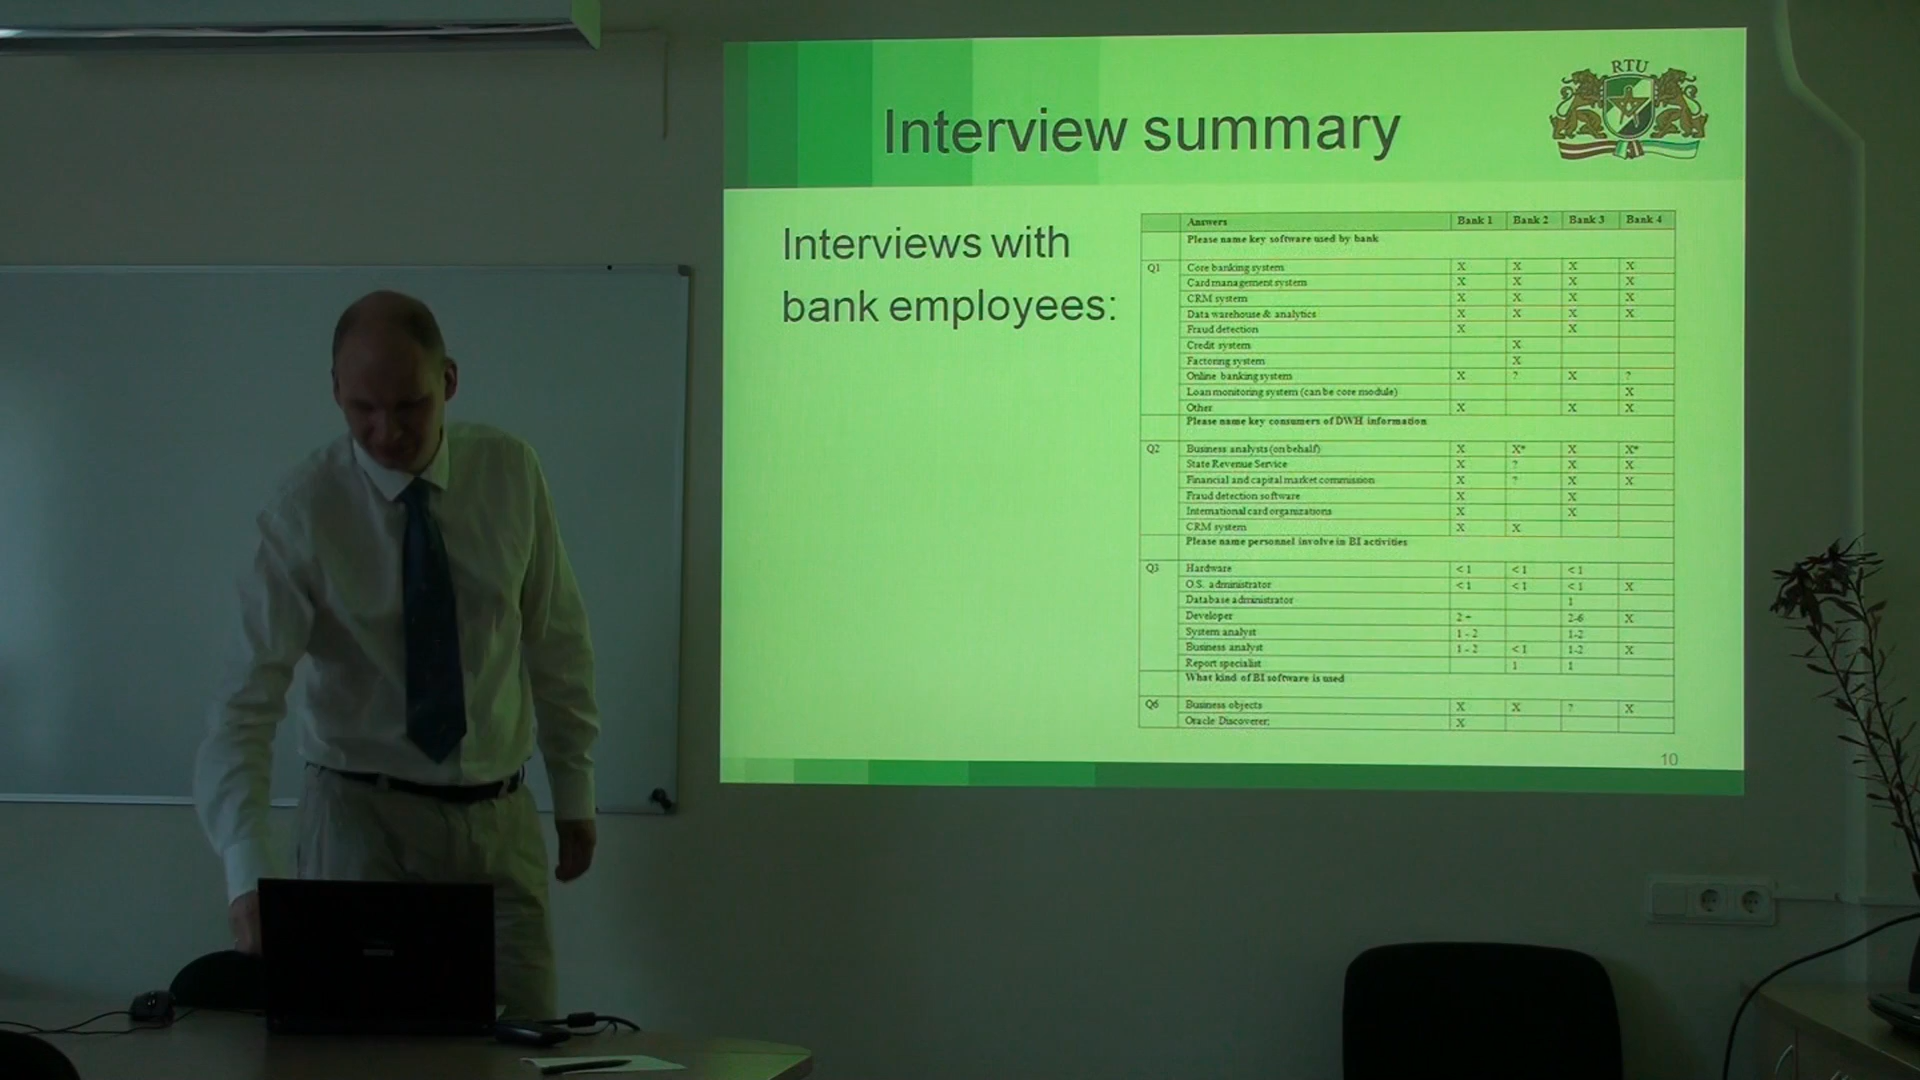 RTU
Interview summary
Interviews with
bank employees:
Answers Bank 1 Bank 2 Bank 3 Bank 4
Please name key software used by bank
Q1 Core banking system X X X X
Card management system X X X X
CRM system X X X X
Data warehouse & analytics X X X X
Fraud detection X X
Credit system X
Factoring system X
Online banking system X ? X ?
Loan monitoring system (can be core module) X
Other X X X
Please name key consumers of DWH information
Q2 Business analysts (on behalf) X X* X X*
State Revenue Service X ? X X
Financial and capital market commission X ? X X
Fraud detection software X X
International card organizations X X
CRM system X X
Please name personnel involve in BI activities
Q3 Hardware <1 <1 <1
O.S. administrator <1 <1 <1 X
Database administrator 1
Developer 2+ 2-6 X
System analyst 1-2 1-2
Business analyst 1-2 <1 1-2 X
Report specialist 1 1
What kind of BI software is used
Q6 Business objects X X ? X
Oracle Discoverer; X
10